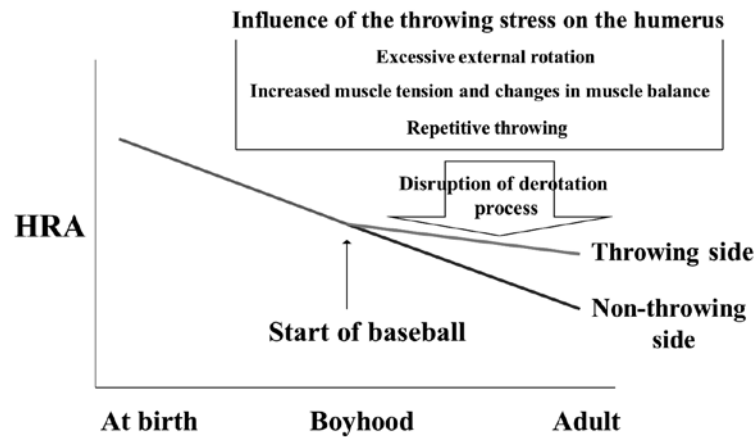 Influence of the throwing stress on the humerus
Excessive external rotation
Increased muscle tension and changes in muscle balance
Repetitive throwing
Disruption of derotation
process
HRA
Throwing side
Non-throwing
side
Start of baseball
At birth
Boyhood
Adult